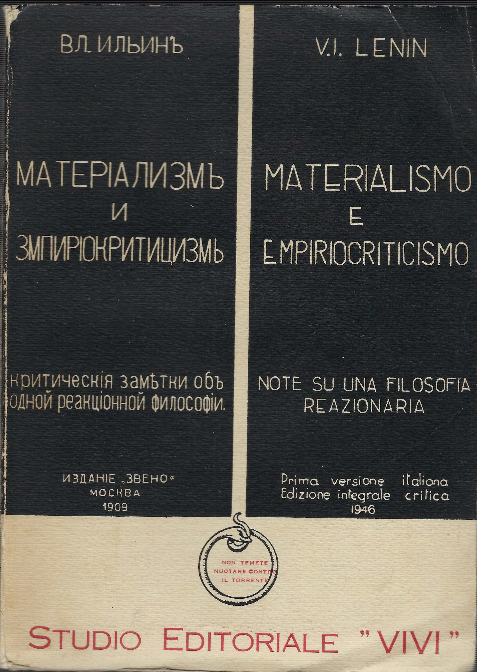 ВЛ. ИЛЬИНЪ
МАТЕРІАЛИЗМЪ
И
ЭМПИРІОКРИТИЦИЗМЪ
КРИТИЧЕСКІЯ ЗАМѢТКИ ОБЪ
ОДНОЙ РЕАКЦІОННОЙ ФИЛОСОФІИ.
ИЗДАНІЕ „ЗВЕНО"
МОСКВА
1909
V.I. LENIN
MATERIALISMO
E
EMPIRIOCRITICISMO
NOTE SU UNA FILOSOFIA
REAZIONARIA
Prima versione italiana
Edizione integrale critica
1946
NON TEMETE
NUOTARE CONTRO
IL TORRENTE
STUDIO EDITORIALE "VIVI"